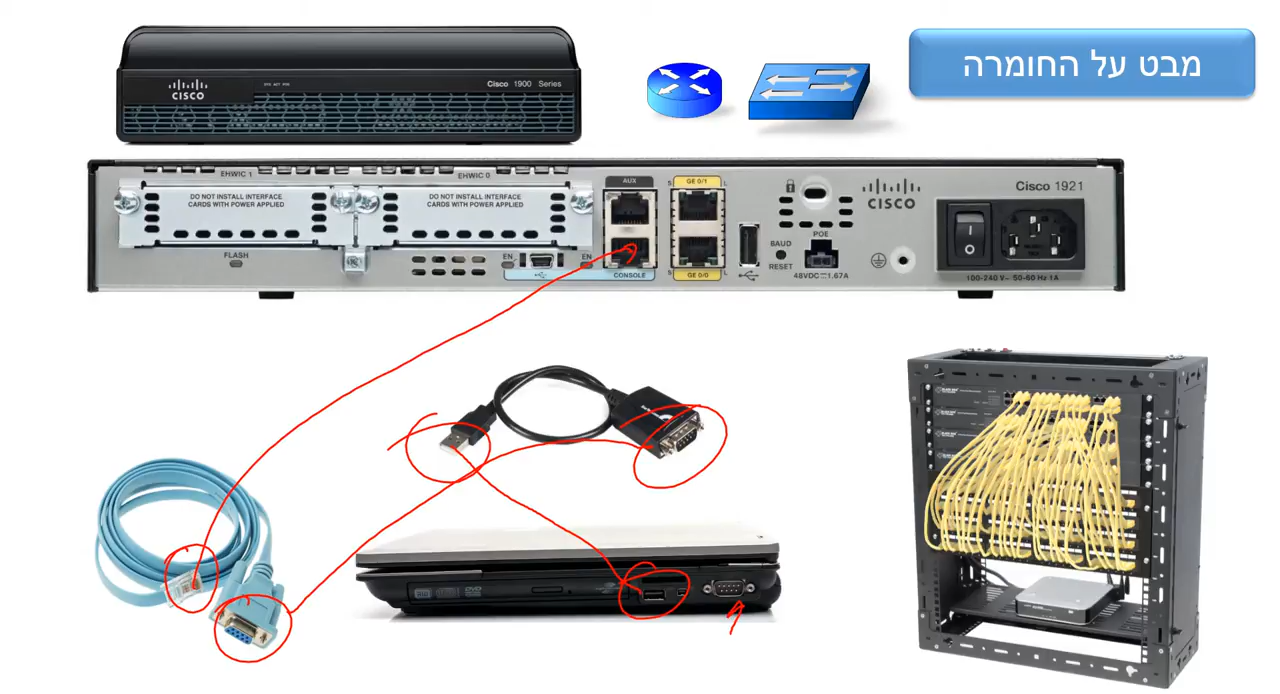 מבט על החומרה
CISCO
Cisco 1900 Series
EHWIC 1
EHWIC 0
DO NOT INSTALL INTERFACE
CARDS WITH POWER APPLIED
DO NOT INSTALL INTERFACE
CARDS WITH POWER APPLIED
AUX
S GE 0/1 L
CISCO
Cisco 1921
FLASH
EN
EN
CONSOLE
S GE 0/0 L
BAUD
RESET
POE
48VDC⎓1.67A
100-240 V~ 50-60 Hz 1A
DVD